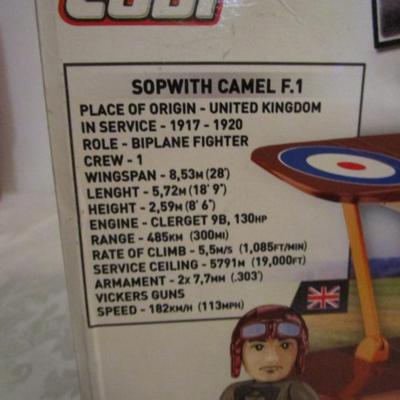 COBI
SOPWITH CAMEL F.1
PLACE OF ORIGIN - UNITED KINGDOM
IN SERVICE - 1917 - 1920
ROLE - BIPLANE FIGHTER
CREW - 1
WINGSPAN - 8,53M (28')
LENGHT - 5,72M (18' 9")
HEIGHT - 2,59M (8' 6")
ENGINE - CLERGET 9B, 130HP
RANGE - 485KM (300MI)
RATE OF CLIMB - 5,5M/S (1,085FT/MIN)
SERVICE CEILING - 5791M (19,000FT)
ARMAMENT - 2X 7,7MM (.303')
VICKERS GUNS
SPEED - 182KM/H (113MPH)